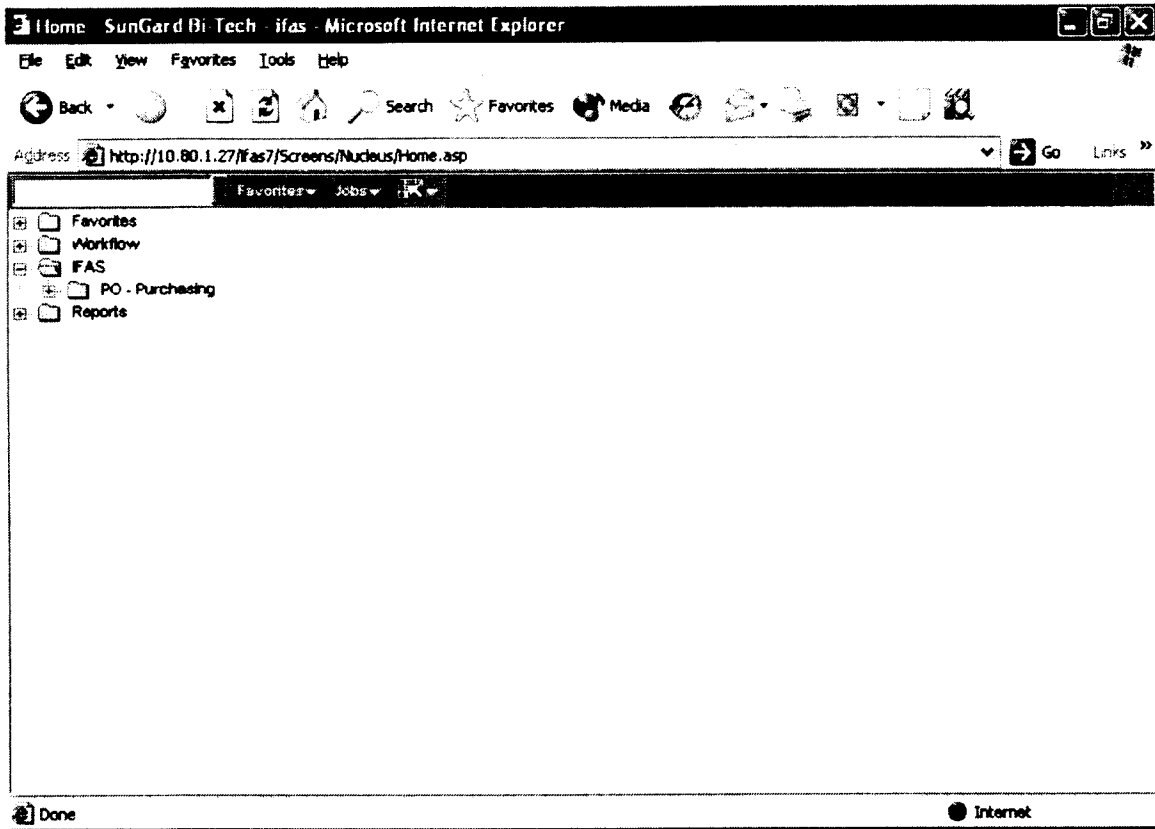 Home SunGard Bi-Tech - ifas - Microsoft Internet Explorer
File Edit View Favorites Tools Help
Back Search Favorites Media
Address http://10.80.1.27/ifas7/Screens/Nucleus/Home.asp Go Links »
Favorites Jobs
Favorites
Workflow
IFAS
PO - Purchasing
Reports
Done Internet